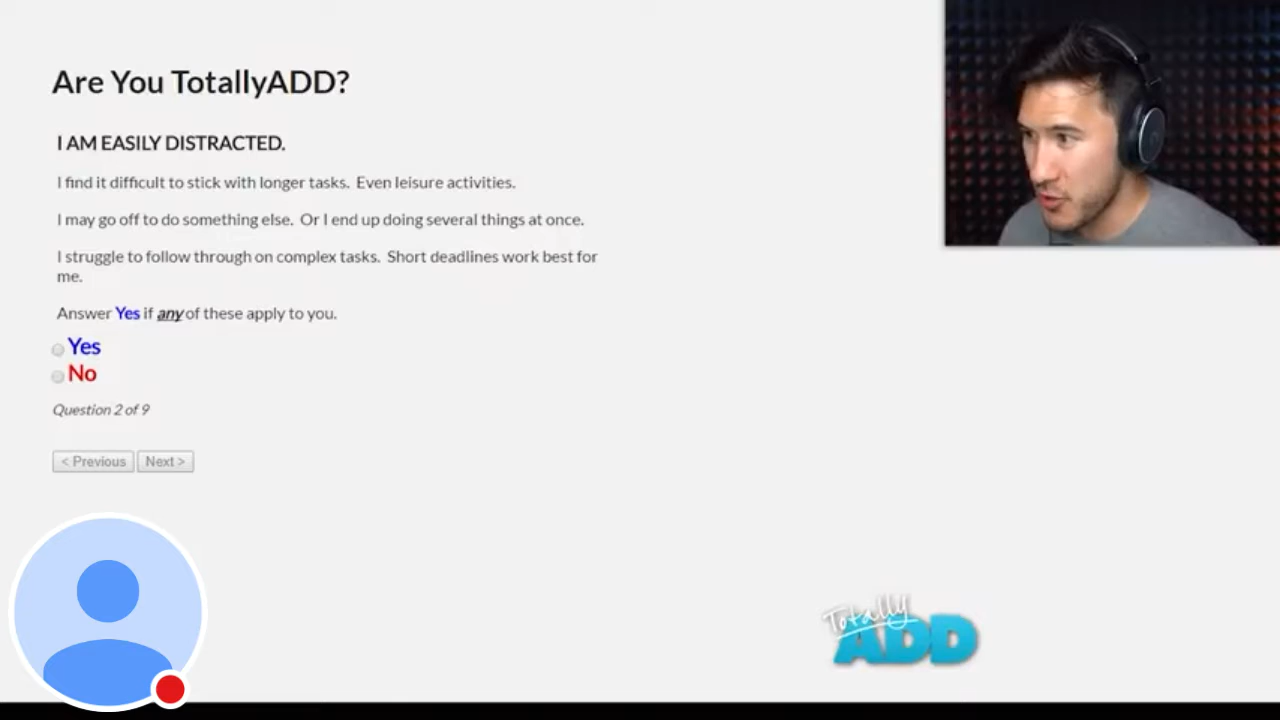 Are You TotallyADD?
I AM EASILY DISTRACTED.
I find it difficult to stick with longer tasks.  Even leisure activities.
I may go off to do something else.  Or I end up doing several things at once.
I struggle to follow through on complex tasks.  Short deadlines work best for
me.
Answer Yes if any of these apply to you.
Yes
No
Question 2 of 9
< Previous Next >
Totally
ADD